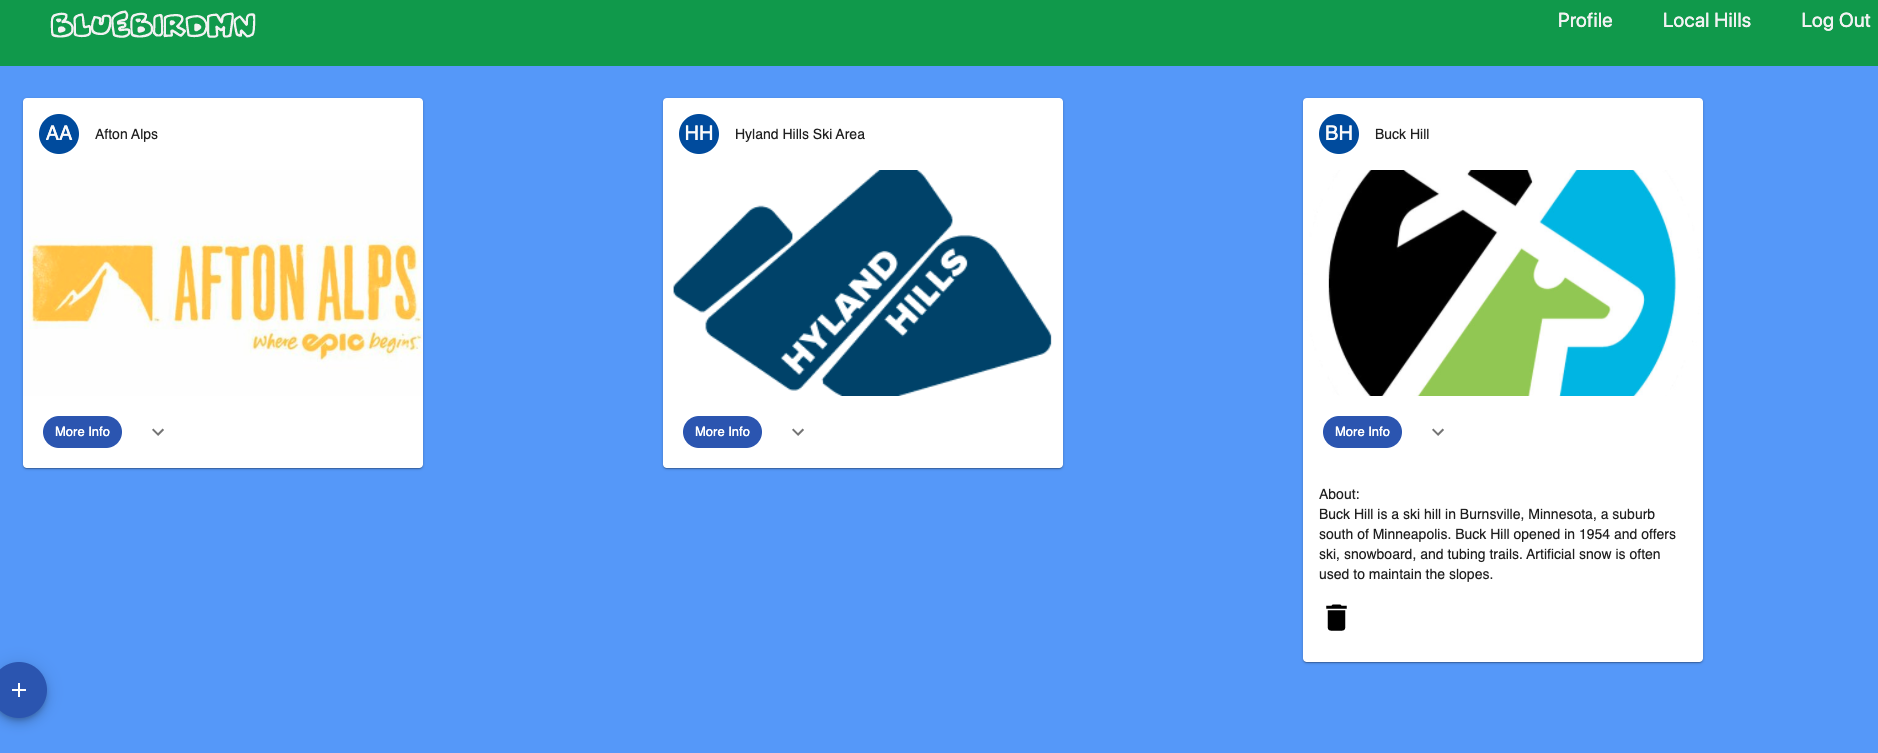 BLUEBIRDMN
Profile
Local Hills
Log Out
AA
Afton Alps
AFTON ALPS
where epic begins.™
More Info
HH
Hyland Hills Ski Area
HYLAND
HILLS
More Info
BH
Buck Hill
More Info
About:
Buck Hill is a ski hill in Burnsville, Minnesota, a suburb
south of Minneapolis. Buck Hill opened in 1954 and offers
ski, snowboard, and tubing trails. Artificial snow is often
used to maintain the slopes.
+